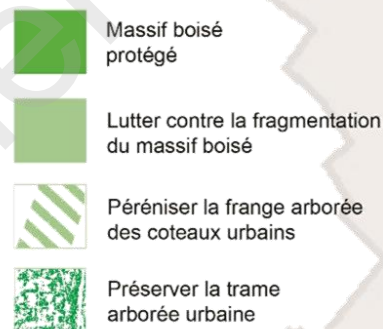 Massif boisé
protégé
Lutter contre la fragmentation
du massif boisé
Péréniser la frange arborée
des coteaux urbains
Préserver la trame
arborée urbaine